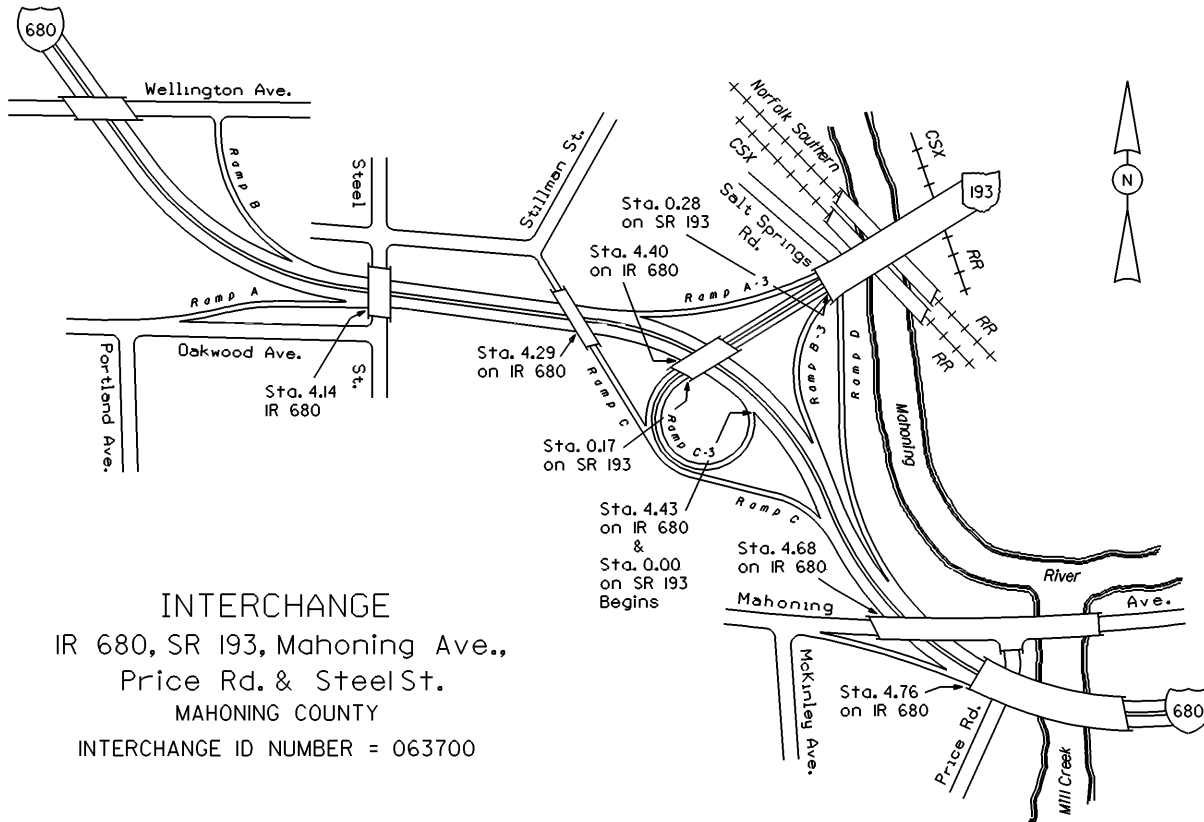 680
Wellington Ave.
Ramp B
Steel
Stillman St.
Norfolk Southern
CSX
CSX
Salt Springs
Rd.
193
N
Sta. 0.28
on SR 193
Sta. 4.40
on IR 680
RR
Ramp A
Ramp A-3
Oakwood Ave.
Portland Ave.
St.
Sta. 4.14
IR 680
Sta. 4.29
on IR 680
Ramp C
Ramp B-3
Ramp D
RR
RR
Mahoning
Sta. 0.17
on SR 193
Ramp C-3
Ramp C
Sta. 4.43
on IR 680
&
Sta. 0.00
on SR 193
Begins
Sta. 4.68
on IR 680
River
Mahoning
Ave.
McKinley Ave.
Sta. 4.76
on IR 680
Price Rd.
Mill Creek
680
INTERCHANGE
IR 680, SR 193, Mahoning Ave.,
Price Rd. & Steel St.
MAHONING COUNTY
INTERCHANGE ID NUMBER = 063700